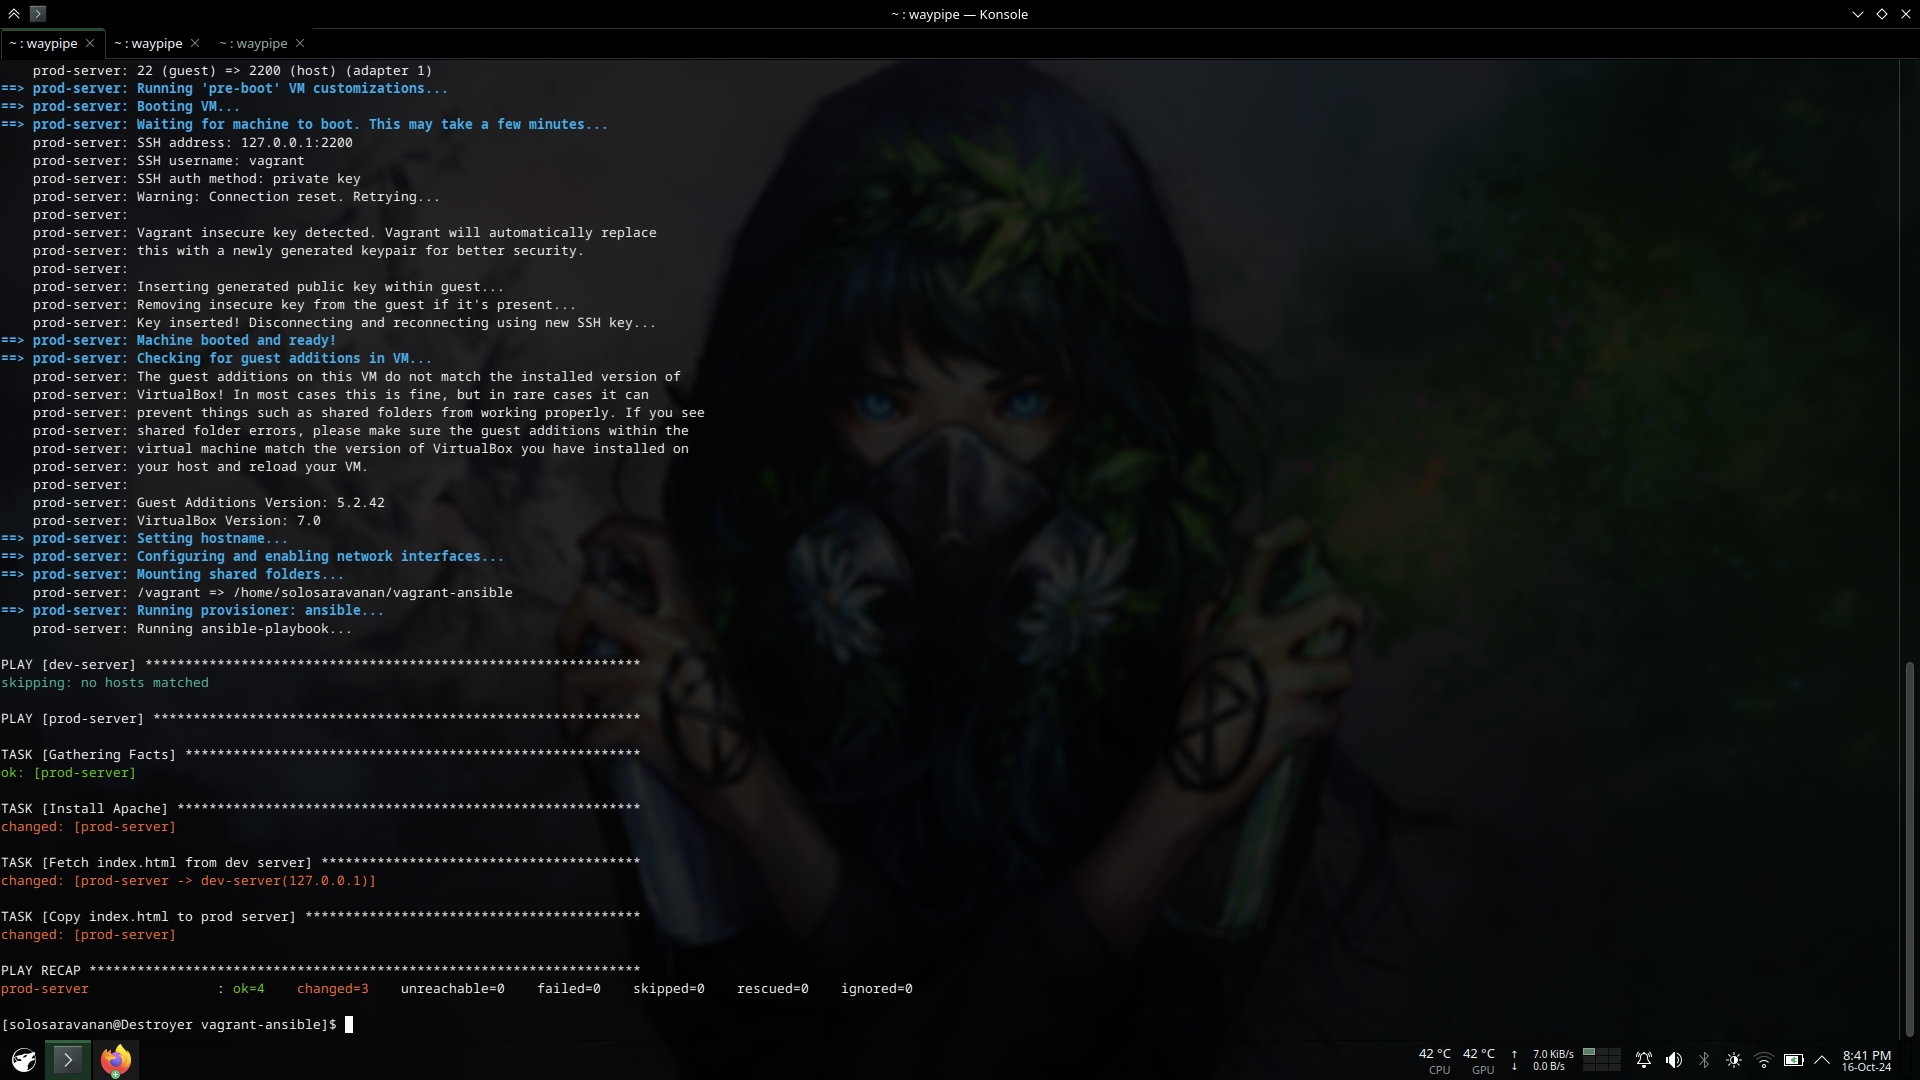 ~ : waypipe — Konsole
~ : waypipe
~ : waypipe
~ : waypipe
    prod-server: 22 (guest) => 2200 (host) (adapter 1)
==> prod-server: Running 'pre-boot' VM customizations...
==> prod-server: Booting VM...
==> prod-server: Waiting for machine to boot. This may take a few minutes...
    prod-server: SSH address: 127.0.0.1:2200
    prod-server: SSH username: vagrant
    prod-server: SSH auth method: private key
    prod-server: Warning: Connection reset. Retrying...
    prod-server:
    prod-server: Vagrant insecure key detected. Vagrant will automatically replace
    prod-server: this with a newly generated keypair for better security.
    prod-server:
    prod-server: Inserting generated public key within guest...
    prod-server: Removing insecure key from the guest if it's present...
    prod-server: Key inserted! Disconnecting and reconnecting using new SSH key...
==> prod-server: Machine booted and ready!
==> prod-server: Checking for guest additions in VM...
    prod-server: The guest additions on this VM do not match the installed version of
    prod-server: VirtualBox! In most cases this is fine, but in rare cases it can
    prod-server: prevent things such as shared folders from working properly. If you see
    prod-server: shared folder errors, please make sure the guest additions within the
    prod-server: virtual machine match the version of VirtualBox you have installed on
    prod-server: your host and reload your VM.
    prod-server:
    prod-server: Guest Additions Version: 5.2.42
    prod-server: VirtualBox Version: 7.0
==> prod-server: Setting hostname...
==> prod-server: Configuring and enabling network interfaces...
==> prod-server: Mounting shared folders...
    prod-server: /vagrant => /home/solosaravanan/vagrant-ansible
==> prod-server: Running provisioner: ansible...
    prod-server: Running ansible-playbook...
PLAY [dev-server] **************************************************************
skipping: no hosts matched
PLAY [prod-server] *************************************************************
TASK [Gathering Facts] *********************************************************
ok: [prod-server]
TASK [Install Apache] **********************************************************
changed: [prod-server]
TASK [Fetch index.html from dev server] ****************************************
changed: [prod-server -> dev-server(127.0.0.1)]
TASK [Copy index.html to prod server] ******************************************
changed: [prod-server]
PLAY RECAP *********************************************************************
prod-server                : ok=4    changed=3    unreachable=0    failed=0    skipped=0    rescued=0    ignored=0
[solosaravanan@Destroyer vagrant-ansible]$
42 °C 42 °C ↑ 7.0 KiB/s 8:41 PM
CPU GPU ↓ 0.0 B/s 16-Oct-24